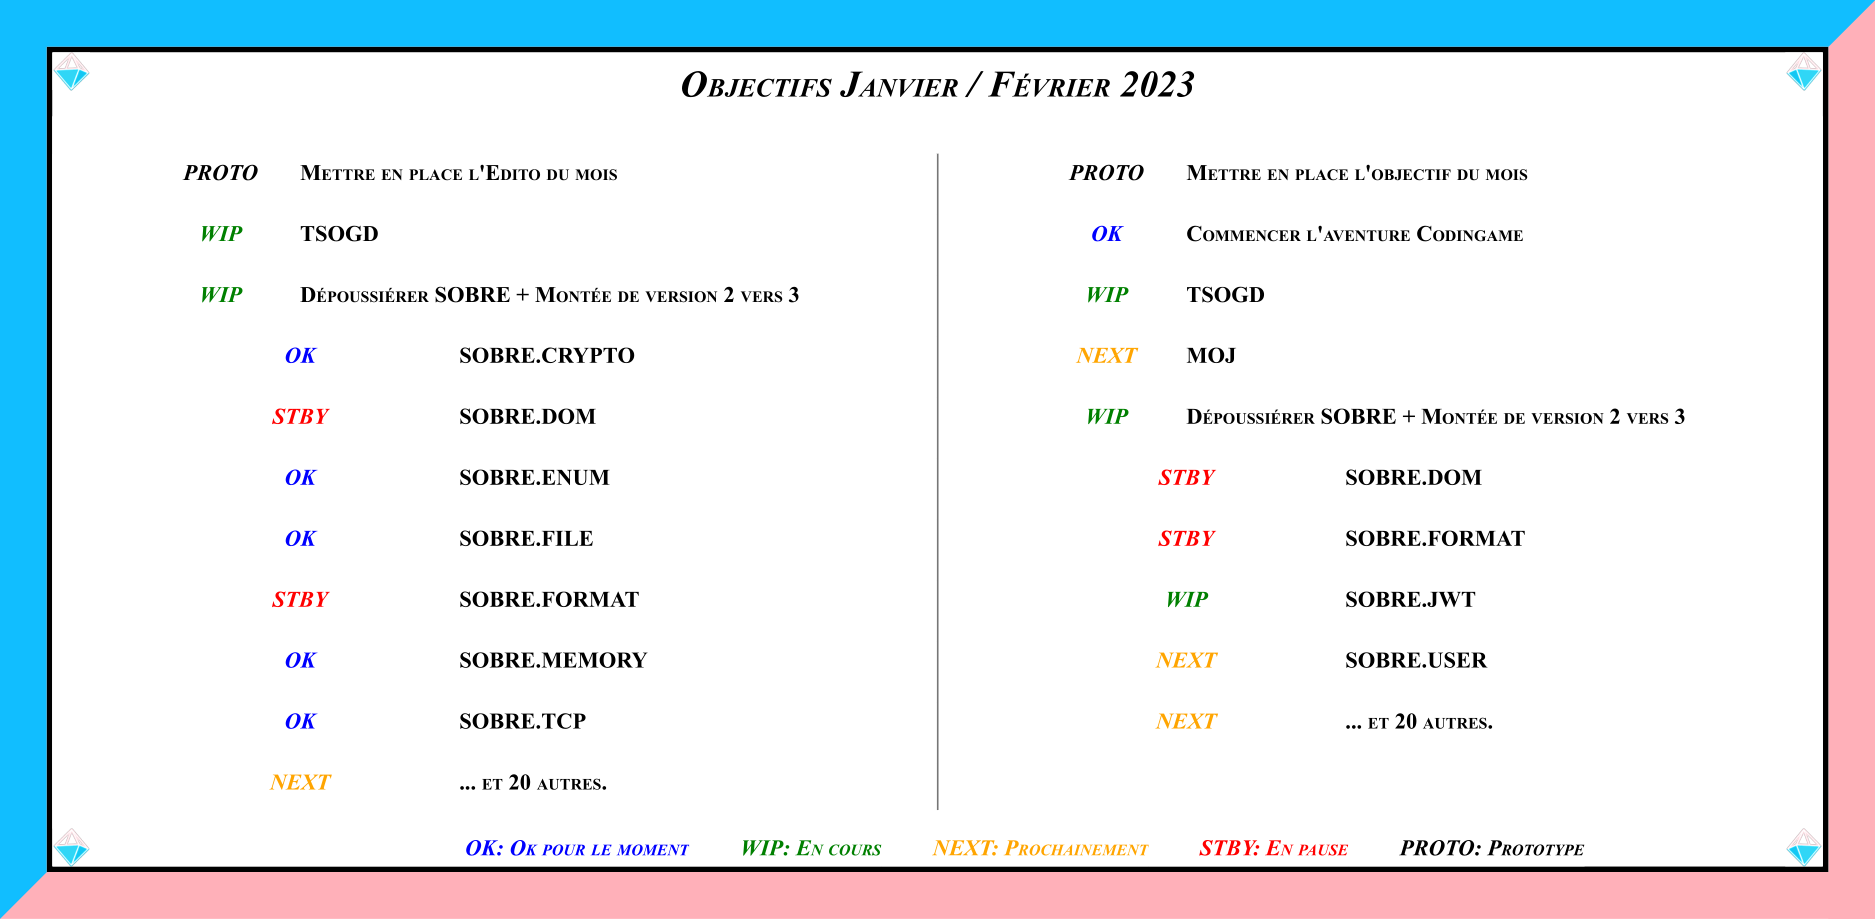 Objectifs Janvier / Février 2023
PROTO Mettre en place l'Edito du mois
WIP TSOGD
WIP Dépoussiérer SOBRE + Montée de version 2 vers 3
OK SOBRE.CRYPTO
STBY SOBRE.DOM
OK SOBRE.ENUM
OK SOBRE.FILE
STBY SOBRE.FORMAT
OK SOBRE.MEMORY
OK SOBRE.TCP
NEXT ... et 20 autres.
PROTO Mettre en place l'objectif du mois
OK Commencer l'aventure Codingame
WIP TSOGD
NEXT MOJ
WIP Dépoussiérer SOBRE + Montée de version 2 vers 3
STBY SOBRE.DOM
STBY SOBRE.FORMAT
WIP SOBRE.JWT
NEXT SOBRE.USER
NEXT ... et 20 autres.
OK: Ok pour le moment WIP: En cours NEXT: Prochainement STBY: En pause PROTO: Prototype